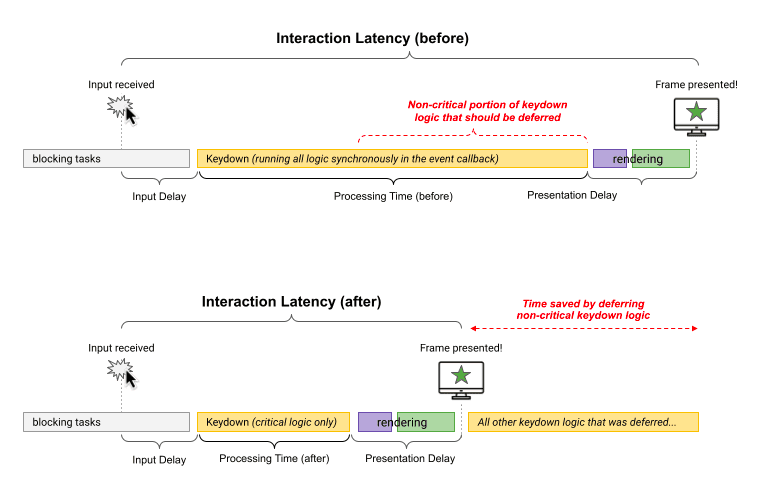 Interaction Latency (before)
Input received
Frame presented!
Non-critical portion of keydown
logic that should be deferred
blocking tasks
Keydown (running all logic synchronously in the event callback)
rendering
Input Delay
Processing Time (before)
Presentation Delay
Interaction Latency (after)
Time saved by deferring
non-critical keydown logic
Input received
Frame presented!
blocking tasks
Keydown (critical logic only)
rendering
All other keydown logic that was deferred...
Input Delay
Processing Time (after)
Presentation Delay